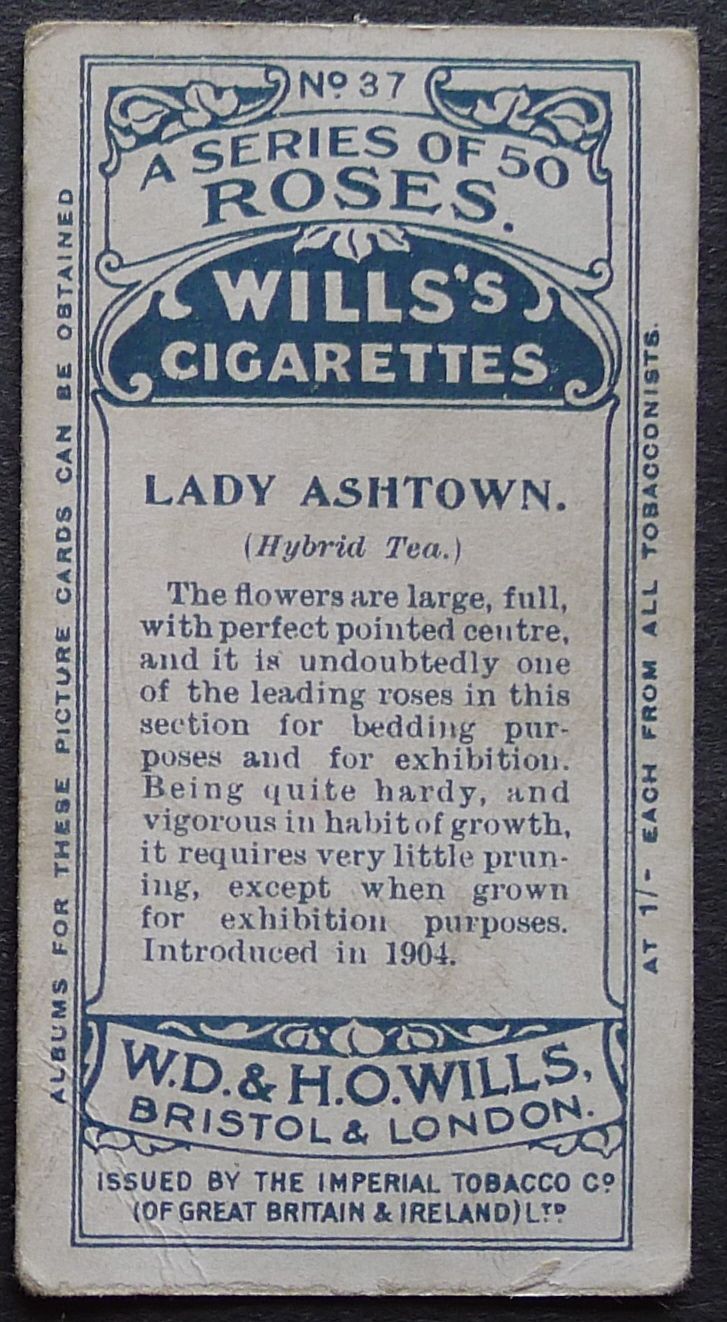 No 37
A SERIES OF 50
ROSES.
WILLS'S
CIGARETTES
LADY ASHTOWN.
(Hybrid Tea.)
The flowers are large, full,
with perfect pointed centre,
and it is undoubtedly one
of the leading roses in this
section for bedding pur-
poses and for exhibition.
Being quite hardy, and
vigorous in habit of growth,
it requires very little prun-
ing, except when grown
for exhibition purposes.
Introduced in 1904.
W.D. & H.O. WILLS,
BRISTOL & LONDON.
ISSUED BY THE IMPERIAL TOBACCO Co
(OF GREAT BRITAIN & IRELAND) LTD
ALBUMS FOR THESE PICTURE CARDS CAN BE OBTAINED
AT 1/- EACH FROM ALL TOBACCONISTS.